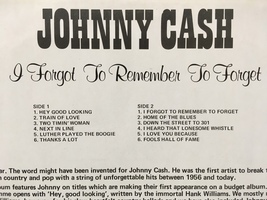 JOHNNY CASH
I Forgot To Remember To Forget
SIDE 1
1. HEY GOOD LOOKING
2. TRAIN OF LOVE
3. TWO TIMIN' WOMAN
4. NEXT IN LINE
5. LUTHER PLAYED THE BOOGIE
6. THANKS A LOT
SIDE 2
1. I FORGOT TO REMEMBER TO FORGET
2. HOME OF THE BLUES
3. DOWN THE STREET TO 301
4. I HEARD THAT LONESOME WHISTLE
5. I LOVE YOU BECAUSE
6. FOOLS HALL OF FAME
ar. The word might have been invented for Johnny Cash. He was the first artist to break
n country and pop with a string of unforgettable hits between 1956 and today.
bum features Johnny on titles which are making their first appearance on a budget album.
me opens with 'Hey, good looking', written by the immortal Hank Williams. We mostly